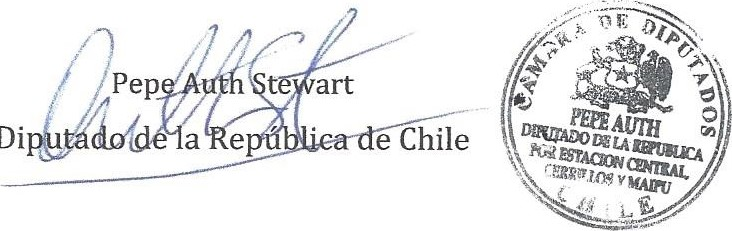 Pepe Auth Stewart
Diputado de la República de Chile
CAMARA DE DIPUTADOS
PEPE AUTH
DIPUTADO DE LA REPUBLICA
POR ESTACION CENTRAL,
CERRILLOS Y MAIPU
CHILE